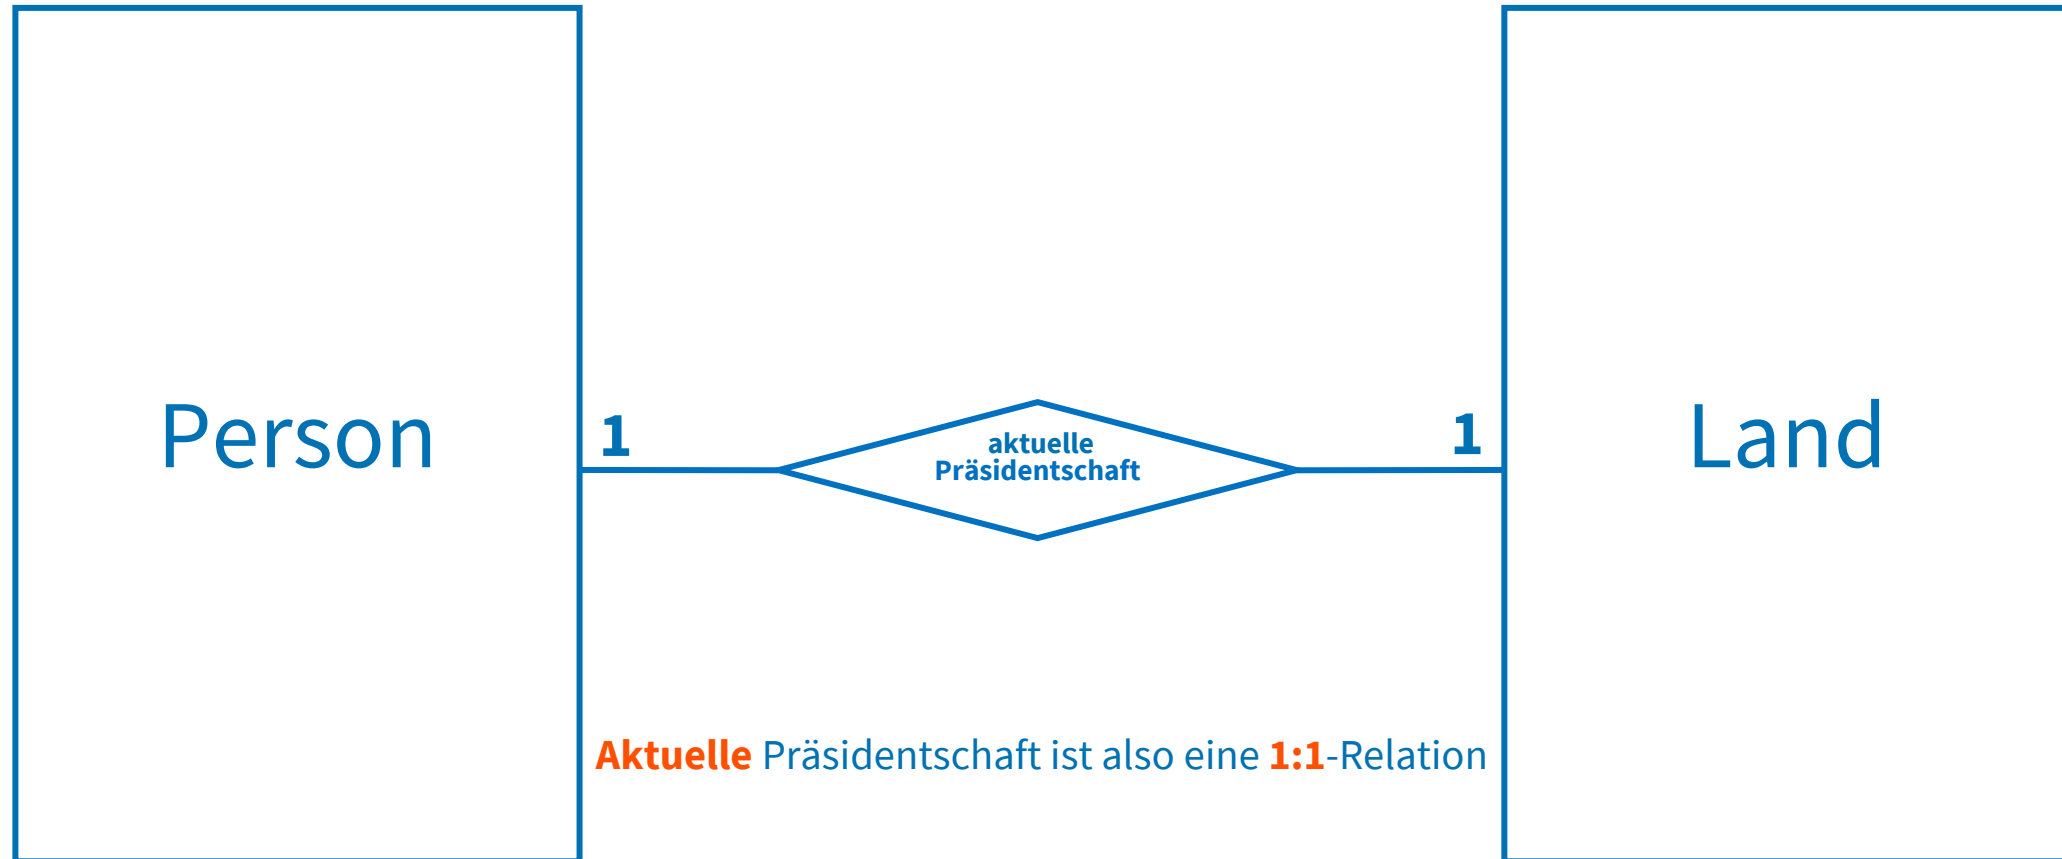 Person
1
aktuelle
Präsidentschaft
1
Land
Aktuelle Präsidentschaft ist also eine 1:1-Relation